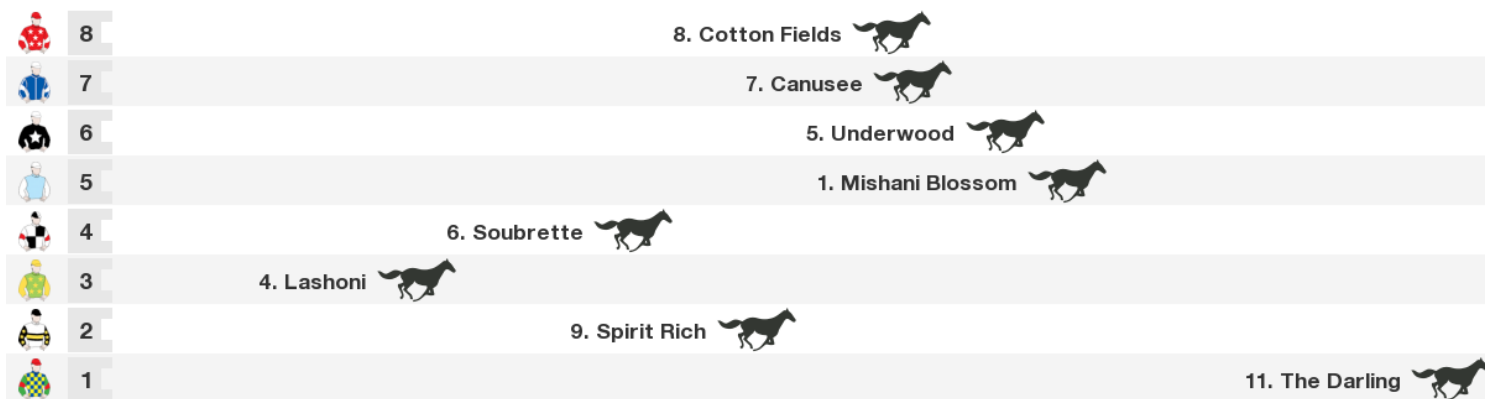 8 8. Cotton Fields
7 7. Canusee
6 5. Underwood
5 1. Mishani Blossom
4 6. Soubrette
3 4. Lashoni
2 9. Spirit Rich
1 11. The Darling